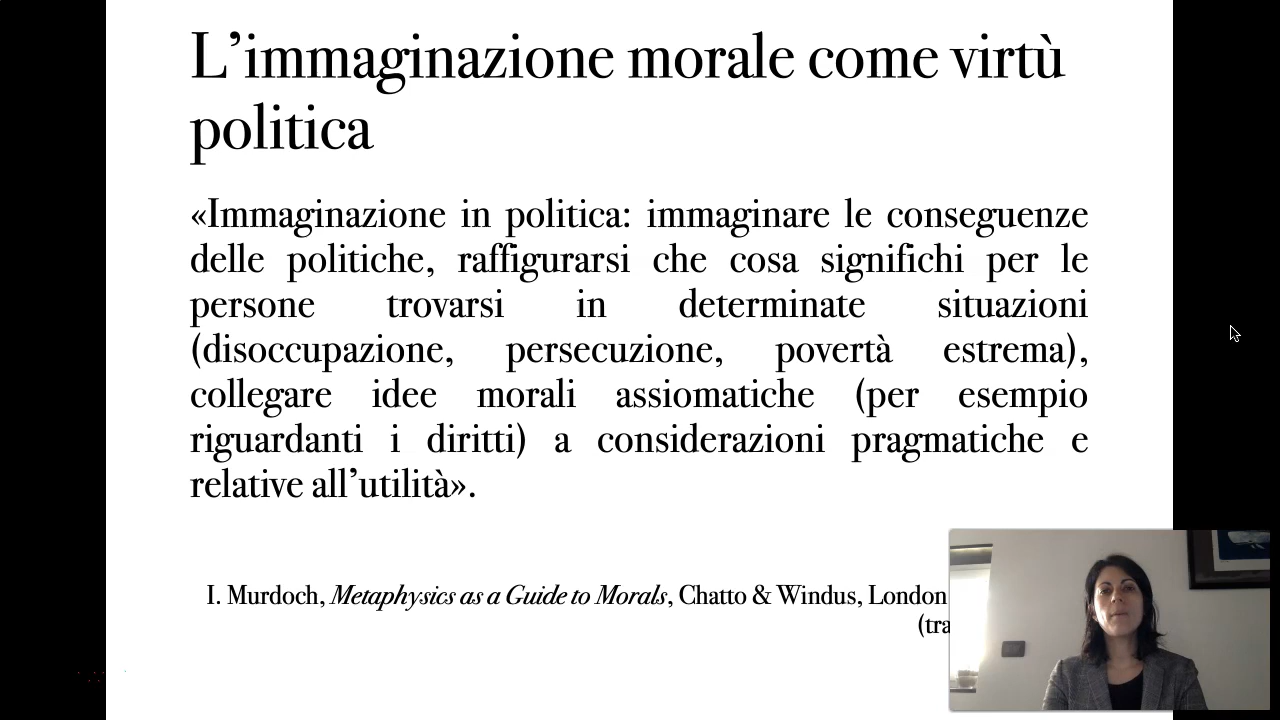 L’immaginazione morale come virtù
politica
«Immaginazione in politica: immaginare le conseguenze
delle politiche, raffigurarsi che cosa significhi per le
persone trovarsi in determinate situazioni
(disoccupazione, persecuzione, povertà estrema),
collegare idee morali assiomatiche (per esempio
riguardanti i diritti) a considerazioni pragmatiche e
relative all’utilità».
I. Murdoch, Metaphysics as a Guide to Morals, Chatto & Windus, London
(tra